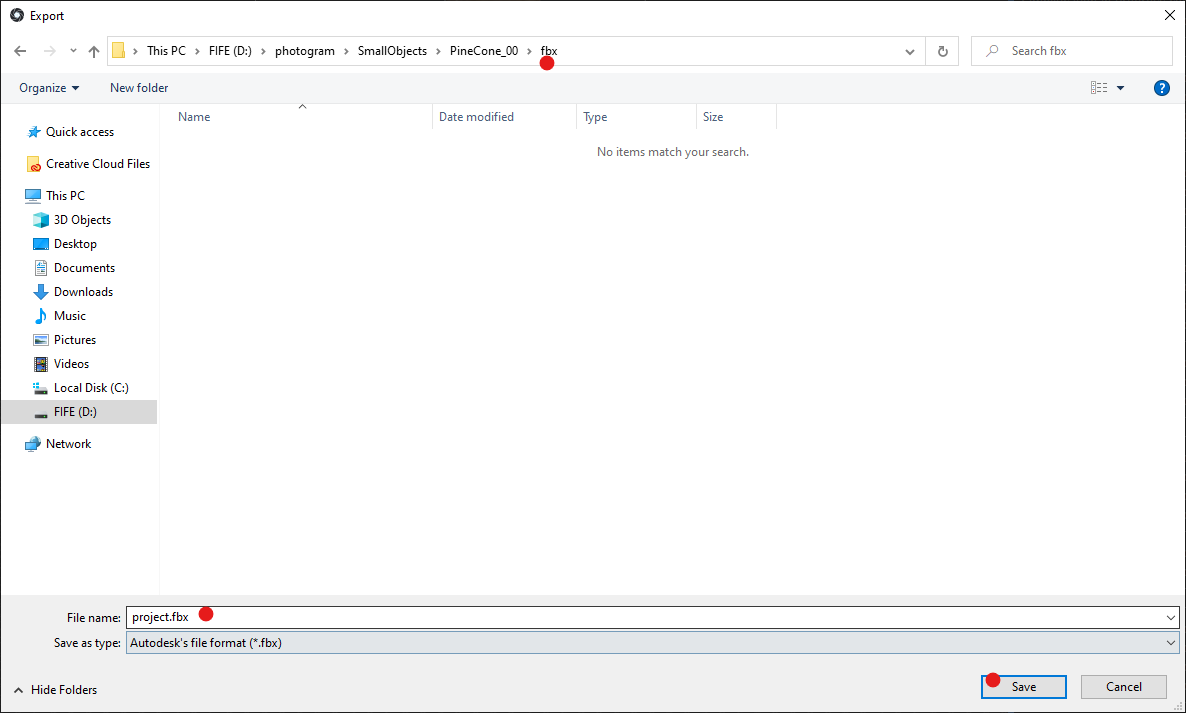 Export
This PC > FIFE (D:) > photogram > SmallObjects > PineCone_00 > fbx
Search fbx
Organize
New folder
?
Name
Date modified
Type
Size
No items match your search.
Quick access
Creative Cloud Files
This PC
3D Objects
Desktop
Documents
Downloads
Music
Pictures
Videos
Local Disk (C:)
FIFE (D:)
Network
File name: project.fbx
Save as type: Autodesk's file format (*.fbx)
Hide Folders
Save
Cancel